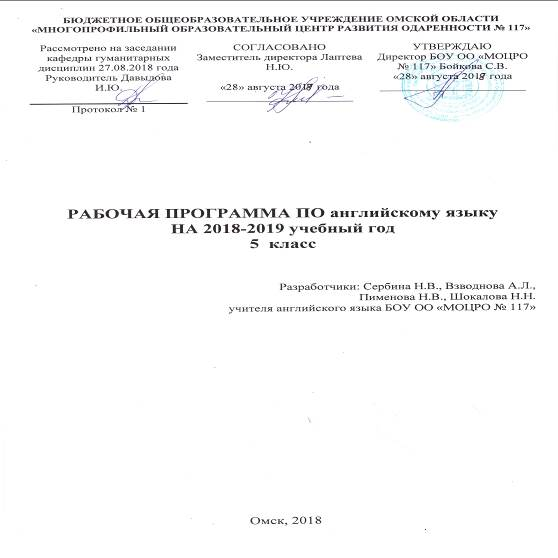 БЮДЖЕТНОЕ ОБЩЕОБРАЗОВАТЕЛЬНОЕ УЧРЕЖДЕНИЕ ОМСКОЙ ОБЛАСТИ
«МНОГОПРОФИЛЬНЫЙ ОБРАЗОВАТЕЛЬНЫЙ ЦЕНТР РАЗВИТИЯ ОДАРЕННОСТИ № 117»
Рассмотрено на заседании
кафедры гуманитарных
дисциплин 27.08.2018 года
Руководитель Давыдова
И.Ю.
Протокол № 1
СОГЛАСОВАНО
Заместитель директора Лаптева
Н.Ю.
«28» августа 2018 года
УТВЕРЖДАЮ
Директор БОУ ОО «МОЦРО
№ 117» Бойкова С.В.
«28» августа 2018 года
РАБОЧАЯ ПРОГРАММА ПО английскому языку
НА 2018-2019 учебный год
5 класс
Разработчики: Сербина Н.В., Взводнова А.Л.,
Пименова Н.В., Шокалова Н.Н.
учителя английского языка БОУ ОО «МОЦРО № 117»
Омск, 2018